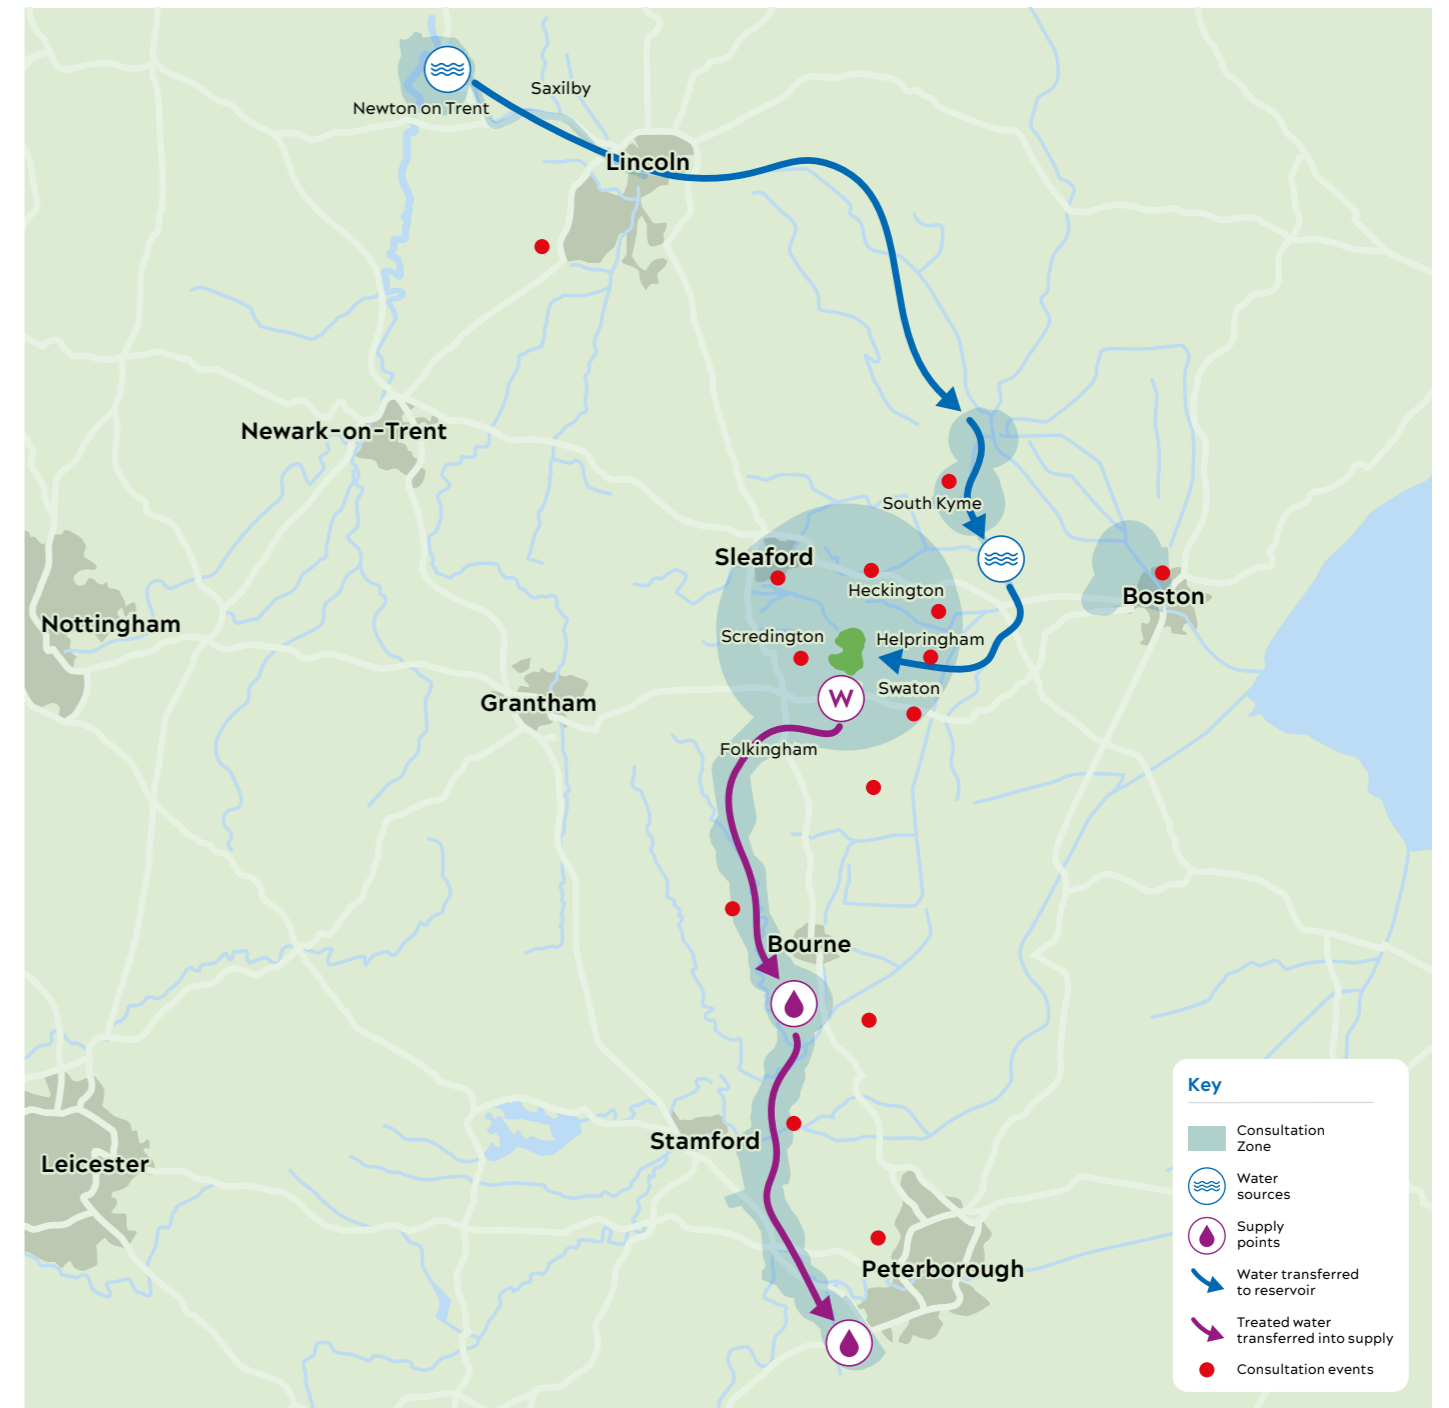 Saxilby
Newton on Trent
Lincoln
Newark-on-Trent
South Kyme
Sleaford
Heckington
Boston
Nottingham
Scredington
Helpringham
Swaton
Grantham
W
Folkingham
Bourne
Stamford
Leicester
Peterborough
Key
Consultation
Zone
Water
sources
Supply
points
Water transferred
to reservoir
Treated water
transferred into supply
Consultation events